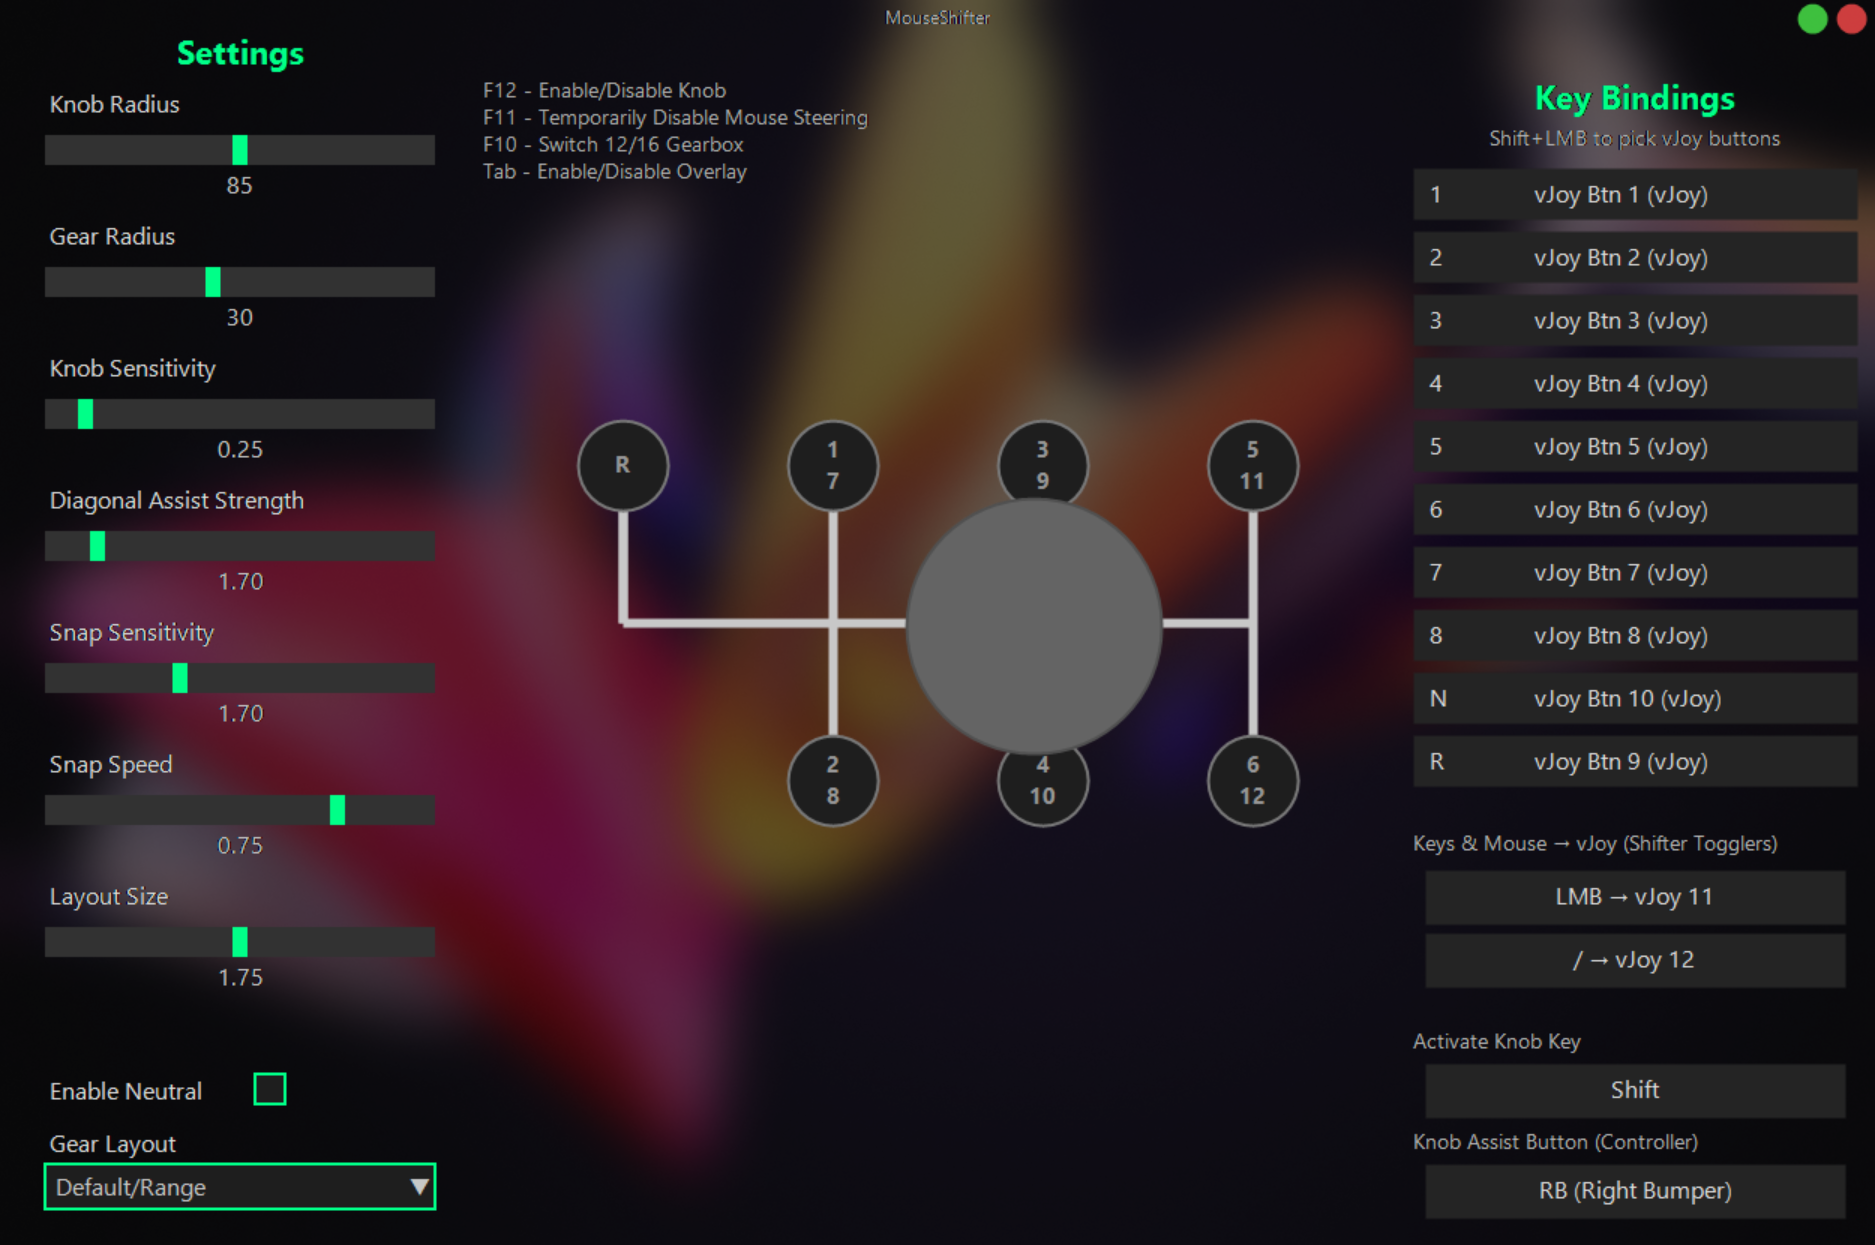 MouseShifter
Settings
Knob Radius
85
Gear Radius
30
Knob Sensitivity
0.25
Diagonal Assist Strength
1.70
Snap Sensitivity
1.70
Snap Speed
0.75
Layout Size
1.75
Enable Neutral
Gear Layout
Default/Range
F12 - Enable/Disable Knob
F11 - Temporarily Disable Mouse Steering
F10 - Switch 12/16 Gearbox
Tab - Enable/Disable Overlay
R
1
7
3
9
5
11
2
8
4
10
6
12
Key Bindings
Shift+LMB to pick vJoy buttons
1 vJoy Btn 1 (vJoy)
2 vJoy Btn 2 (vJoy)
3 vJoy Btn 3 (vJoy)
4 vJoy Btn 4 (vJoy)
5 vJoy Btn 5 (vJoy)
6 vJoy Btn 6 (vJoy)
7 vJoy Btn 7 (vJoy)
8 vJoy Btn 8 (vJoy)
N vJoy Btn 10 (vJoy)
R vJoy Btn 9 (vJoy)
Keys & Mouse → vJoy (Shifter Togglers)
LMB → vJoy 11
/ → vJoy 12
Activate Knob Key
Shift
Knob Assist Button (Controller)
RB (Right Bumper)